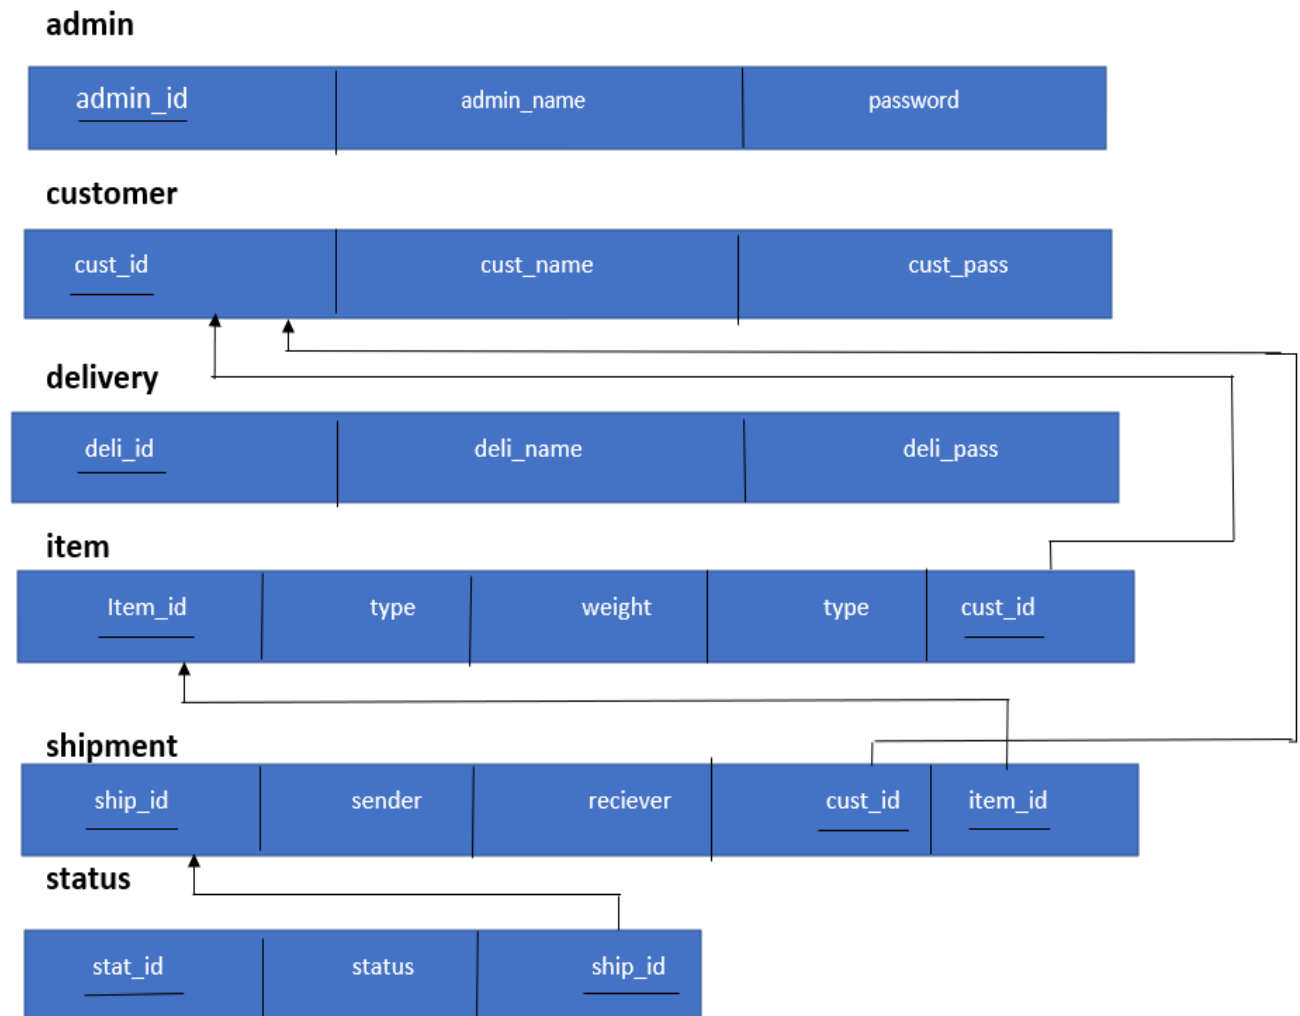 admin
admin_id admin_name password
customer
cust_id cust_name cust_pass
delivery
deli_id deli_name deli_pass
item
Item_id type weight type cust_id
shipment
ship_id sender reciever cust_id item_id
status
stat_id status ship_id